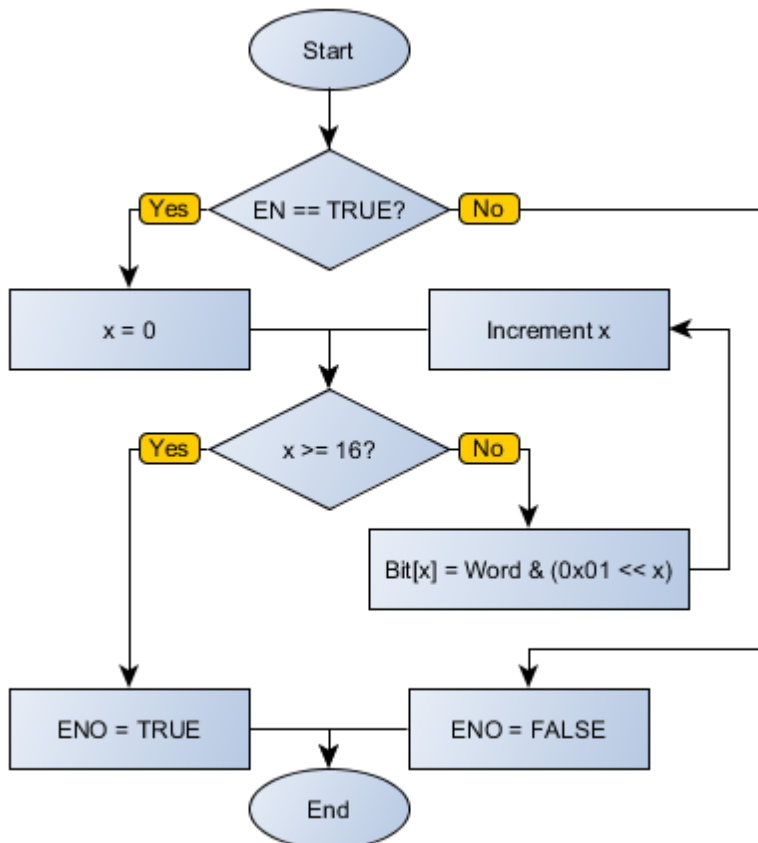 Start
Yes
EN == TRUE?
No
x = 0
Increment x
Yes
x >= 16?
No
Bit[x] = Word & (0x01 << x)
ENO = TRUE
ENO = FALSE
End